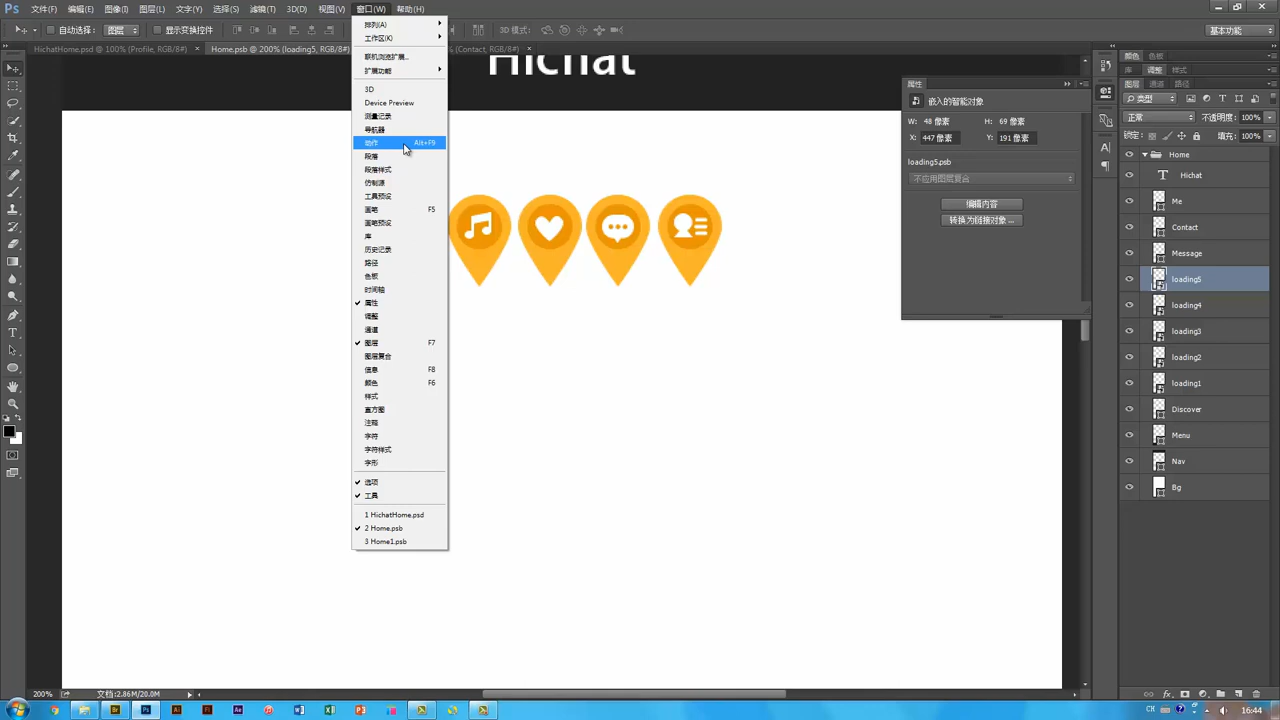 Ps 文件(F) 编辑(E) 图像(I) 图层(L) 文字(Y) 选择(S) 滤镜(T) 3D(D) 视图(V) 窗口(W) 帮助(H)
自动选择: 图层 显示变换控件 3D 模式: 基本功能
HichatHome.psd @ 100% (Profile, RGB/8#) × Home.psb @ 200% (loading5, RGB/8#) (Contact, RGB/8#) ×
Hichat
排列(A)
工作区(K)
联机浏览扩展...
扩展功能
3D
Device Preview
测量记录
导航器
动作 Alt+F9
段落
段落样式
仿制源
工具预设
画笔 F5
画笔预设
库
历史记录
路径
色板
时间轴
属性
调整
通道
图层 F7
图层复合
信息 F8
颜色 F6
样式
直方图
注释
字符
字符样式
字形
选项
工具
1 HichatHome.psd
2 Home.psb
3 Home1.psb
属性
嵌入的智能对象
W: 48 像素 H: 69 像素
X: 447 像素 Y: 191 像素
loading5.psb
不应用图层复合
编辑内容
转换为链接对象...
颜色 色板
库 调整 样式
图层 通道 路径
类型
正常 不透明度:
Home
Hichat
Me
Contact
Message
loading5
loading4
loading3
loading2
loading1
Discover
Menu
Nav
Bg
200% 文档:2.86M/20.0M
Br Ps Ai Fl Ae CH 16:44